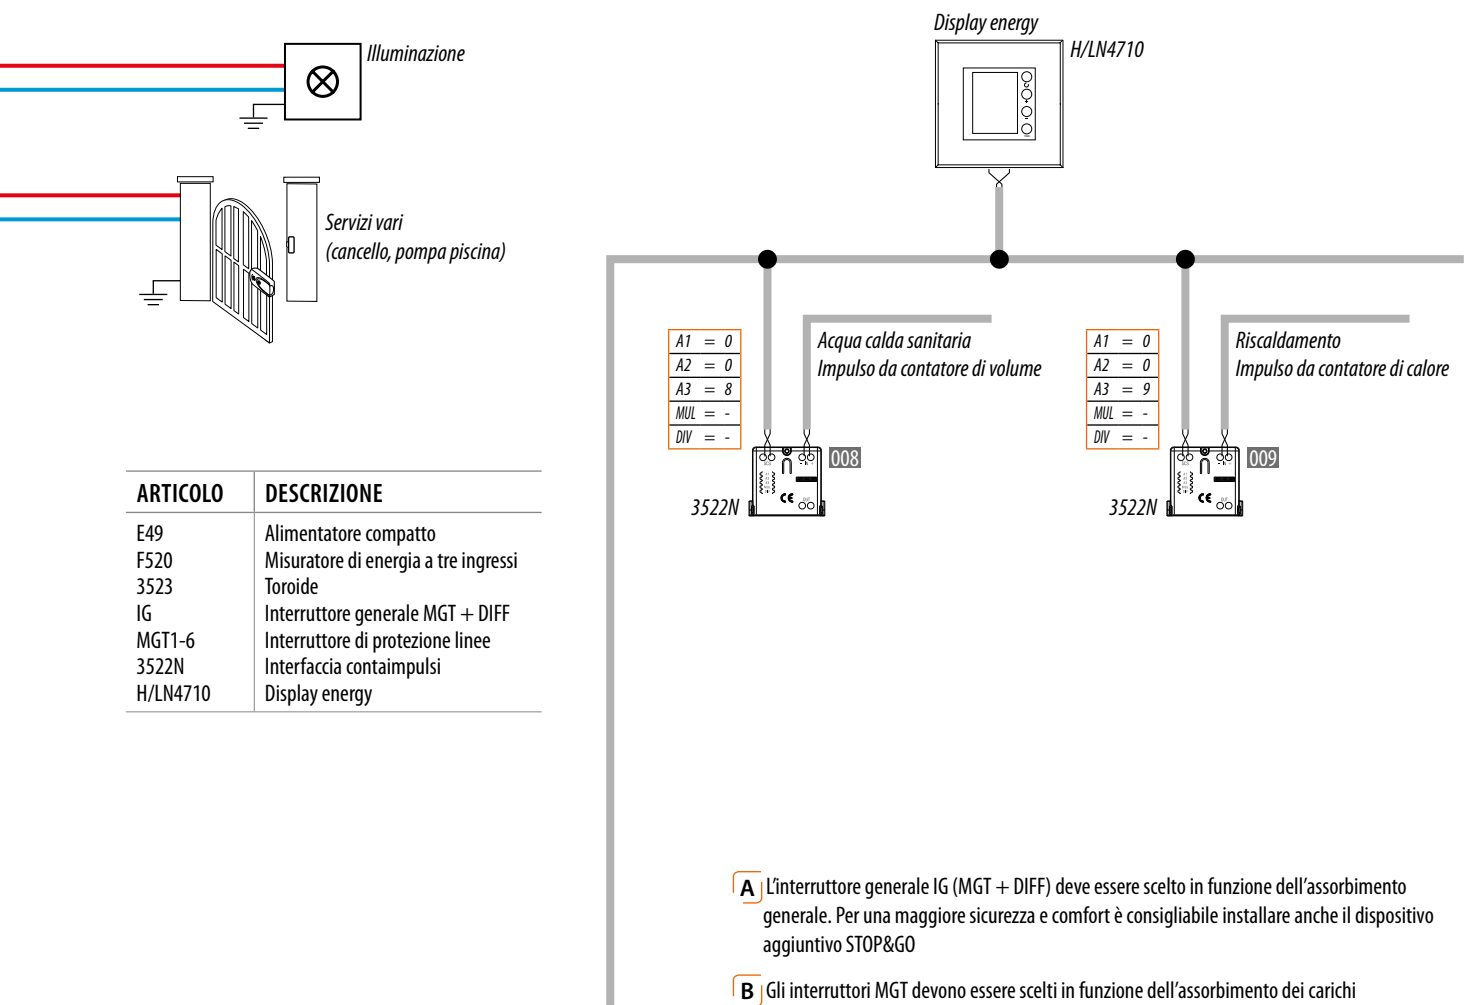 Illuminazione
Servizi vari
(cancello, pompa piscina)
ARTICOLO DESCRIZIONE
E49 Alimentatore compatto
F520 Misuratore di energia a tre ingressi
3523 Toroide
IG Interruttore generale MGT + DIFF
MGT1-6 Interruttore di protezione linee
3522N Interfaccia contaimpulsi
H/LN4710 Display energy
Display energy
H/LN4710
A1 = 0
A2 = 0
A3 = 8
MUL = -
DIV = -
Acqua calda sanitaria
Impulso da contatore di volume
008
3522N
A1 = 0
A2 = 0
A3 = 9
MUL = -
DIV = -
Riscaldamento
Impulso da contatore di calore
009
3522N
A L'interruttore generale IG (MGT + DIFF) deve essere scelto in funzione dell'assorbimento
generale. Per una maggiore sicurezza e comfort è consigliabile installare anche il dispositivo
aggiuntivo STOP&GO
B Gli interruttori MGT devono essere scelti in funzione dell'assorbimento dei carichi